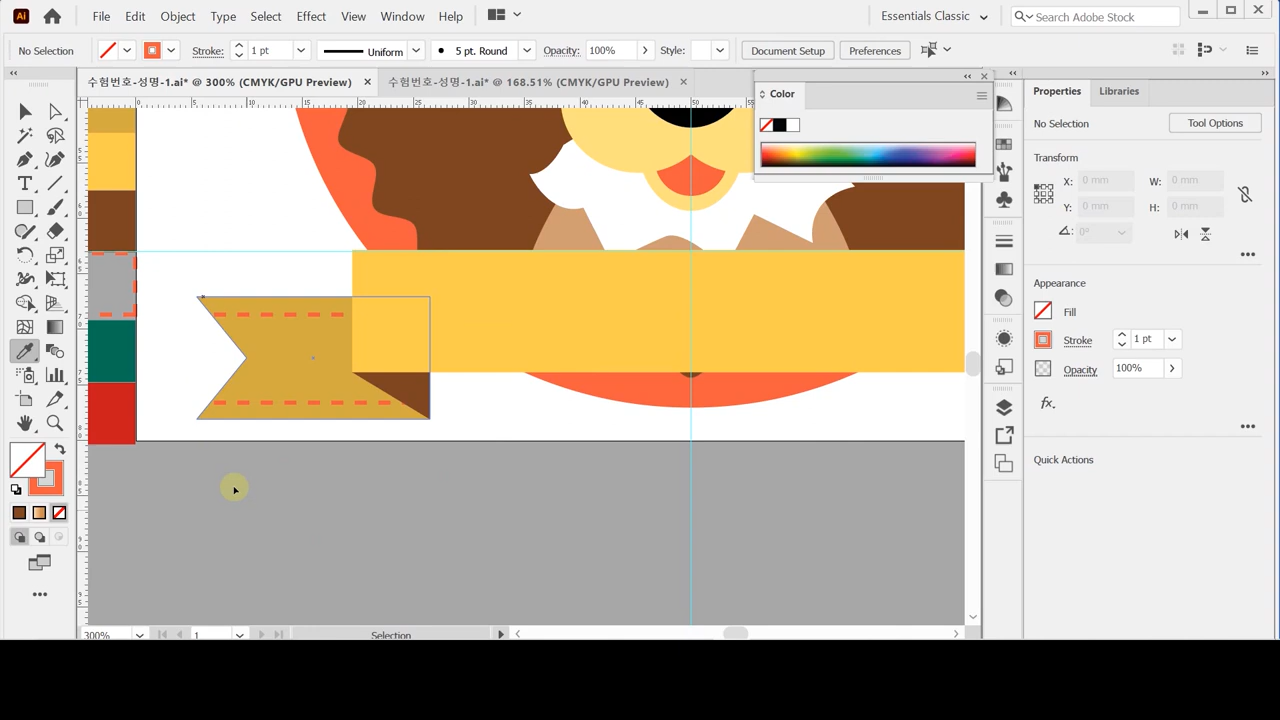 Ai File Edit Object Type Select Effect View Window Help Essentials Classic Search Adobe Stock
No Selection Stroke: 1 pt Uniform 5 pt. Round Opacity: 100% Style: Document Setup Preferences
수험번호-성명-1.ai* @ 300% (CMYK/GPU Preview) × 수험번호-성명-1.ai* @ 168.51% (CMYK/GPU Preview) ×
Color
Properties Libraries
No Selection Tool Options
Transform
X: 0 mm W: 0 mm
Y: 0 mm H: 0 mm
0°
Appearance
Fill
Stroke 1 pt
Opacity 100%
fx.
Quick Actions
300% 1 Selection